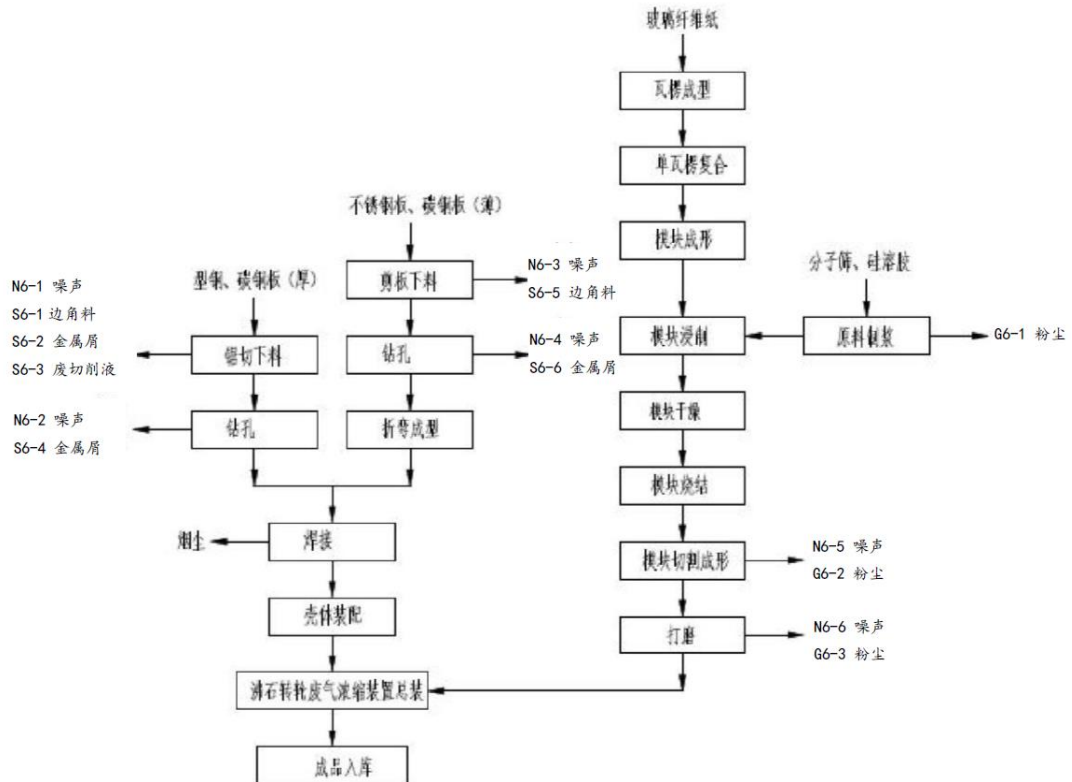 玻璃纤维纸
瓦楞成型
单瓦楞复合
不锈钢板、碳钢板(薄)
模块成形
N6-3 噪声
S6-5 边角料
分子筛、硅溶胶
N6-1 噪声
S6-1 边角料
S6-2 金属屑
S6-3 废切削液
型钢、碳钢板(厚)
剪板下料
锯切下料
钻孔
N6-4 噪声
S6-6 金属屑
模块浸制
原料制浆
G6-1 粉尘
N6-2 噪声
S6-4 金属屑
钻孔
折弯成型
模块干燥
模块烧结
烟尘
焊接
模块切割成形
N6-5 噪声
G6-2 粉尘
壳体装配
打磨
N6-6 噪声
G6-3 粉尘
沸石转轮废气浓缩装置总装
成品入库